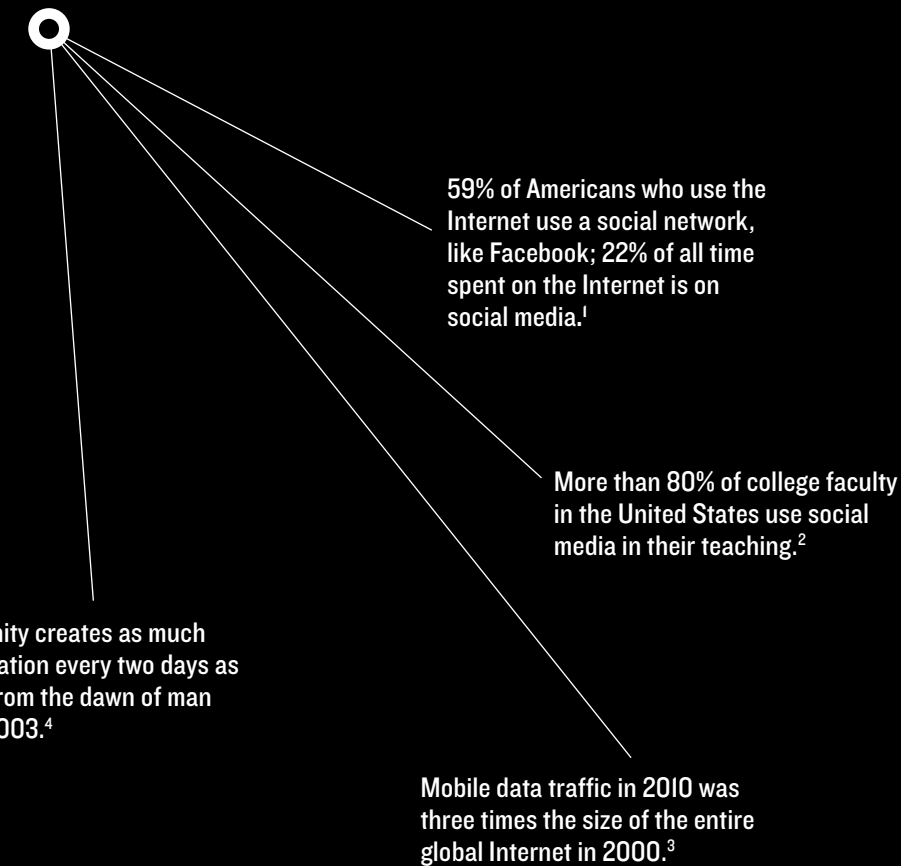 59% of Americans who use the
Internet use a social network,
like Facebook; 22% of all time
spent on the Internet is on
social media.¹
More than 80% of college faculty
in the United States use social
media in their teaching.²
creates as much
every two days as
from the dawn of man
Mobile data traffic in 2010 was
three times the size of the entire
global Internet in 2000.³